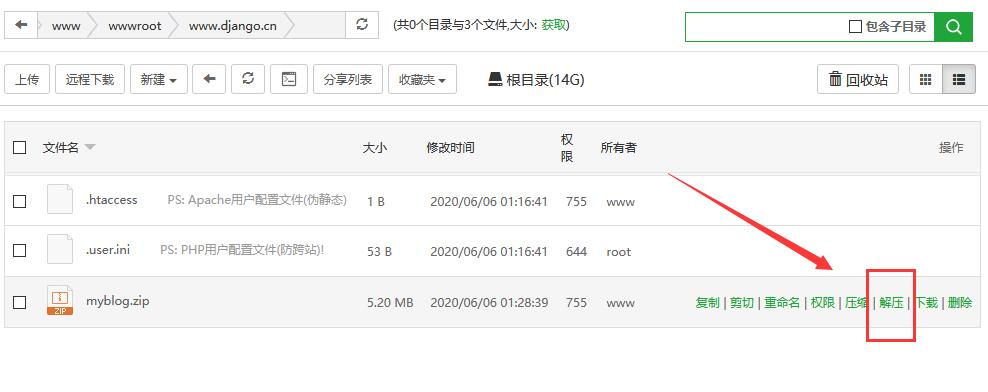 www wwwroot www.django.cn (共0个目录与3个文件,大小: 获取) 包含子目录
上传 远程下载 新建 分享列表 收藏夹 根目录(14G) 回收站
文件名 大小 修改时间 权限 所有者 操作
.htaccess PS: Apache用户配置文件(伪静态) 1 B 2020/06/06 01:16:41 755 www
.user.ini PS: PHP用户配置文件(防跨站)! 53 B 2020/06/06 01:16:41 644 root
myblog.zip 5.20 MB 2020/06/06 01:28:39 755 www 复制 | 剪切 | 重命名 | 权限 | 压缩 | 解压 | 下载 | 删除
ZIP